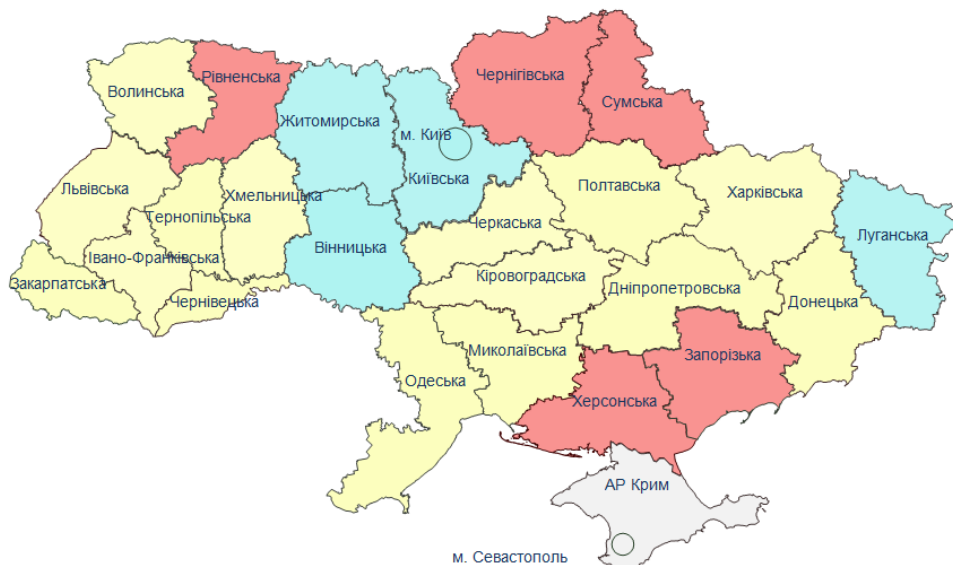 Чернігівська
Рівненська
Волинська
Сумська
Житомирська
м. Київ
Київська
Львівська
Хмельницька
Тернопільська
Полтавська
Харківська
Черкаська
Луганська
Вінницька
Івано-Франківська
Закарпатська
Чернівецька
Кіровоградська
Дніпропетровська
Донецька
Миколаївська
Запорізька
Одеська
Херсонська
АР Крим
м. Севастополь